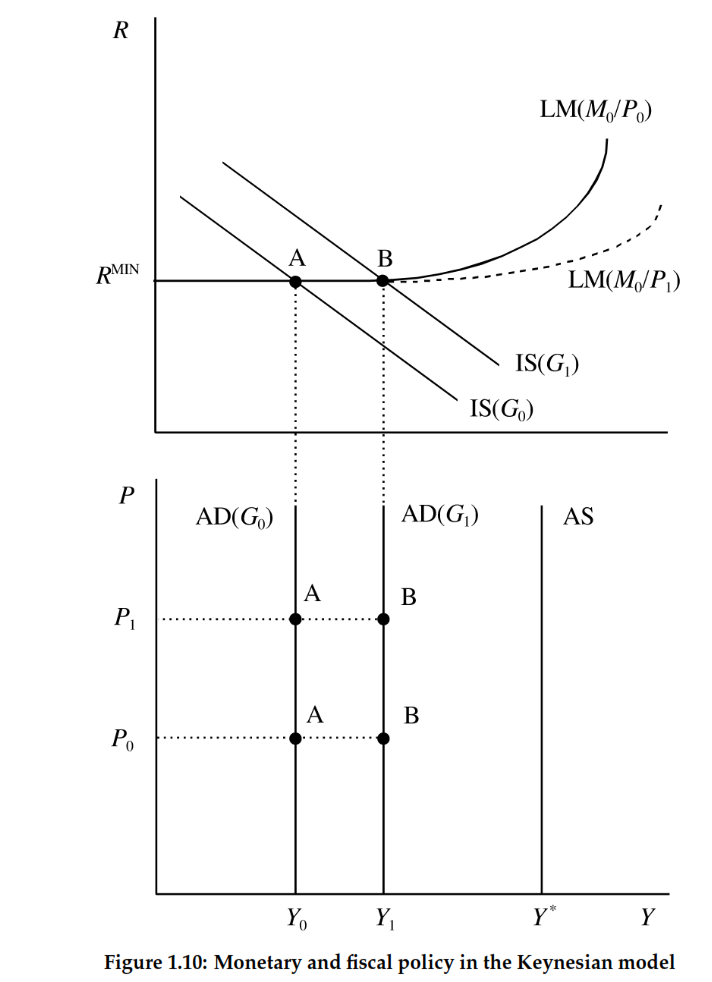 R
LM(M₀/P₀)
A
B
Rᴹᴵᴺ
LM(M₀/P₁)
IS(G₁)
IS(G₀)
P
AD(G₀)
AD(G₁)
AS
A
B
P₁
A
B
P₀
Y₀
Y₁
Y*
Y
Figure 1.10: Monetary and fiscal policy in the Keynesian model